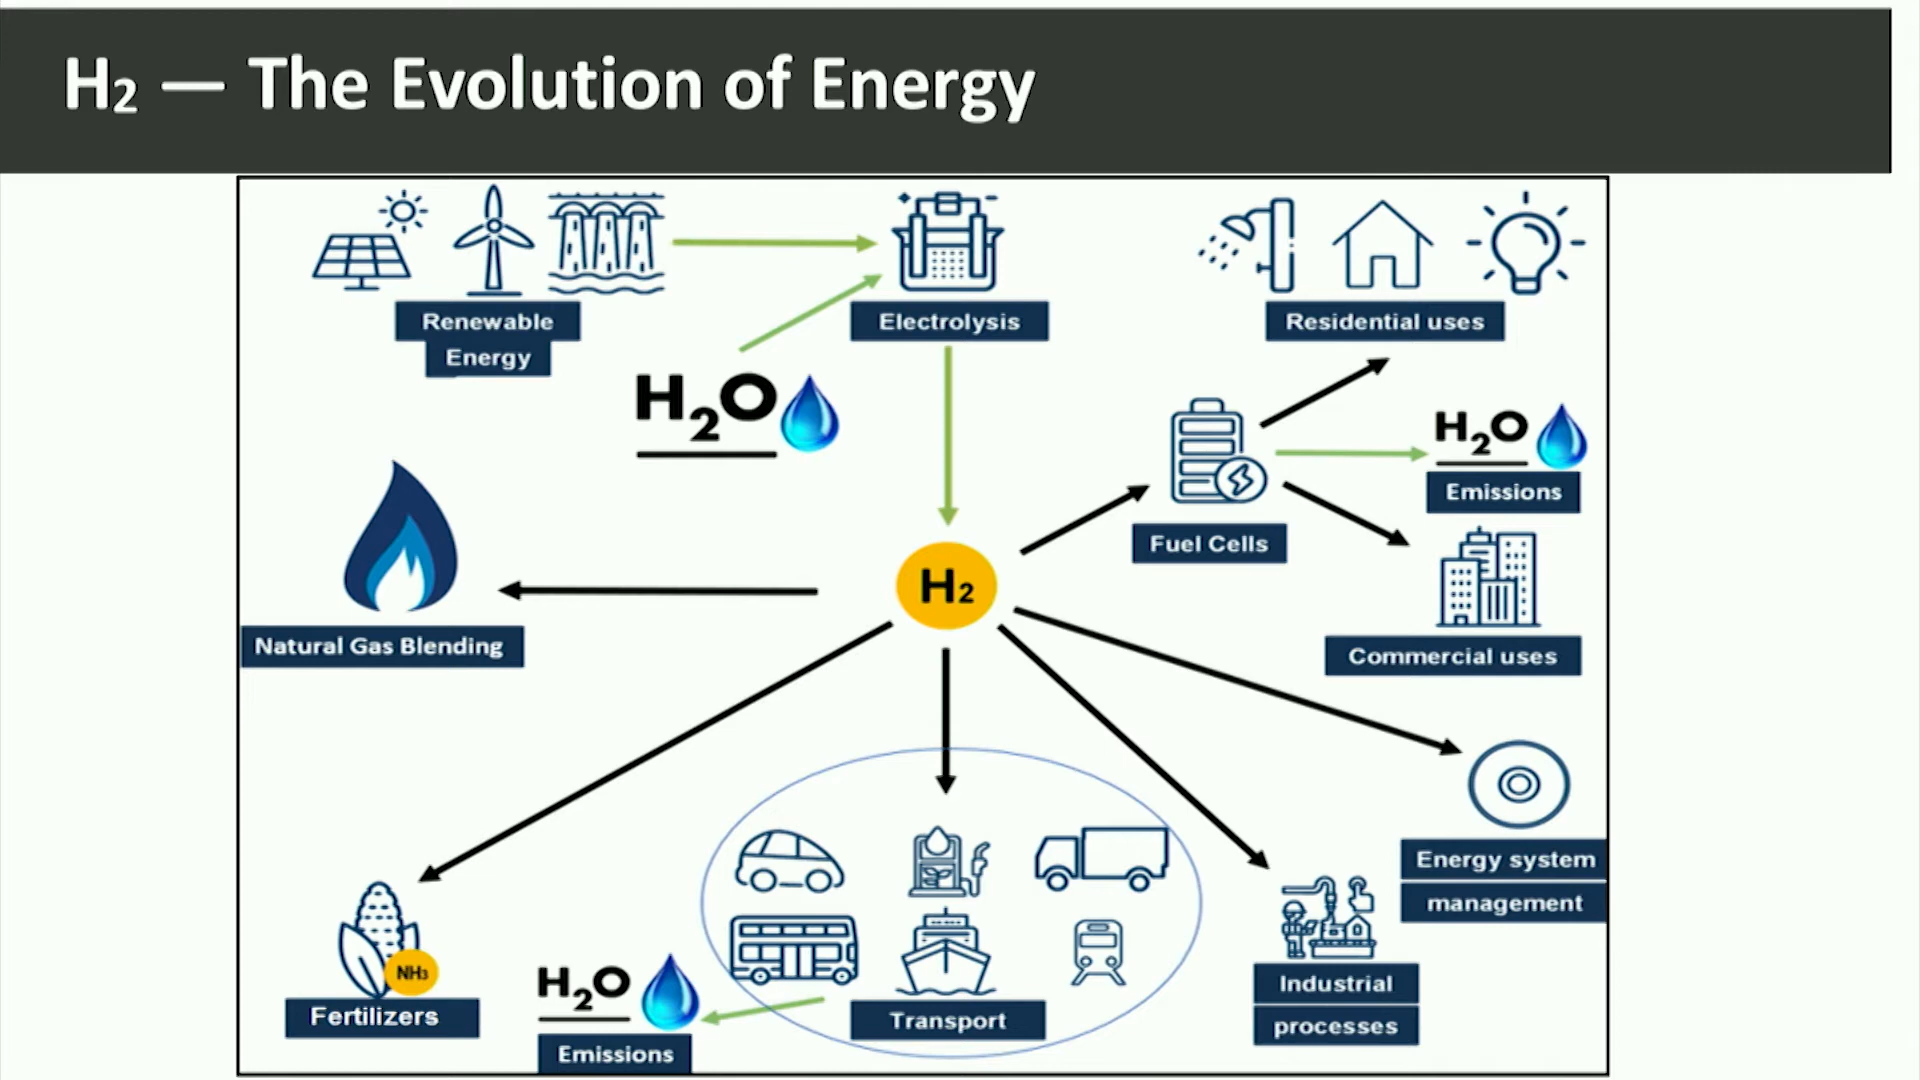 H₂ — The Evolution of Energy
Renewable
Energy
Electrolysis
Residential uses
H₂O
H₂O
Emissions
Fuel Cells
H₂
Natural Gas Blending
Commercial uses
Energy system
management
NH₃
Fertilizers
H₂O
Emissions
Transport
Industrial
processes